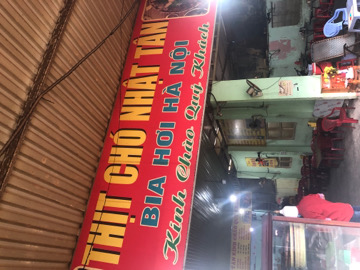 THỊT CHÓ NHẬT TÂN
BIA HƠI HÀ NỘI
Kính Chào Quý Khách